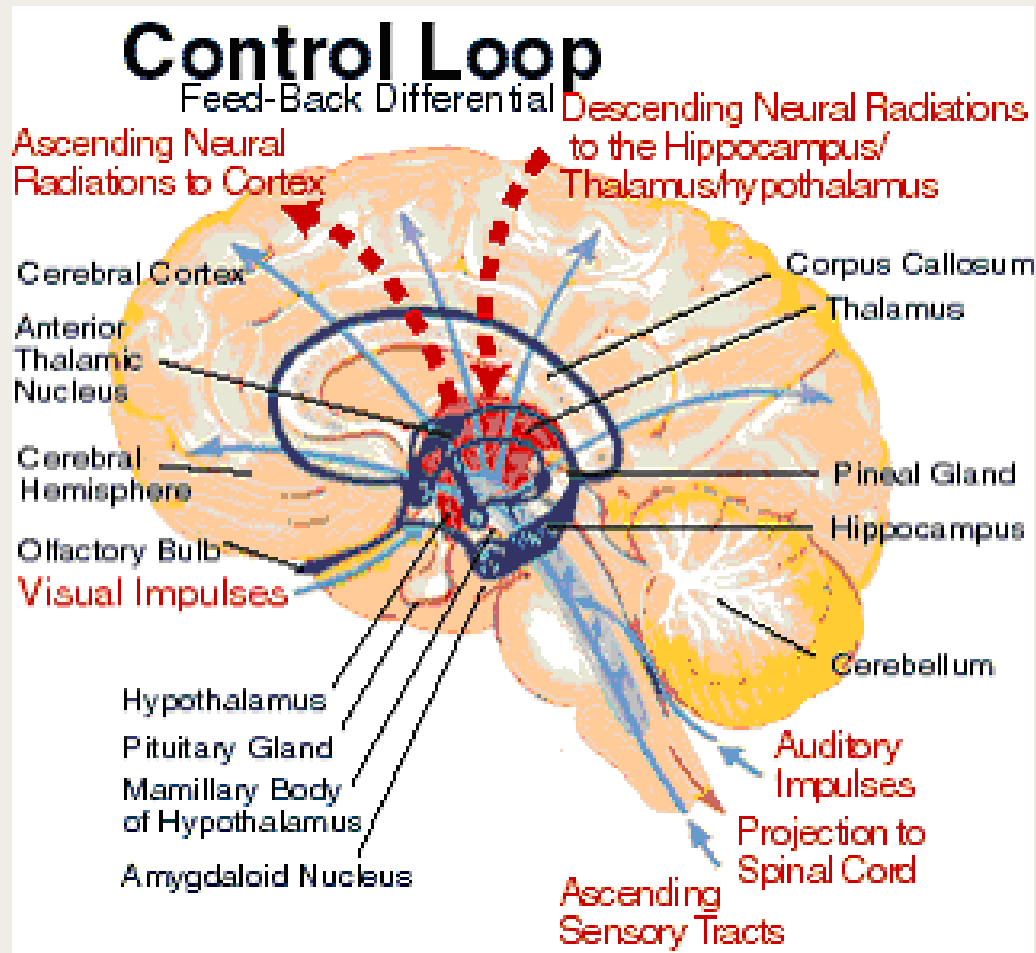 Control Loop
Feed-Back Differential
Ascending Neural
Radiations to Cortex
Descending Neural Radiations
to the Hippocampus/
Thalamus/hypothalamus
Cerebral Cortex
Anterior
Thalamic
Nucleus
Cerebral
Hemisphere
Olfactory Bulb
Visual Impulses
Corpus Callosum
Thalamus
Pineal Gland
Hippocampus
Cerebellum
Hypothalamus
Pituitary Gland
Mamillary Body
of Hypothalamus
Amygdaloid Nucleus
Auditory
Impulses
Projection to
Spinal Cord
Ascending
Sensory Tracts